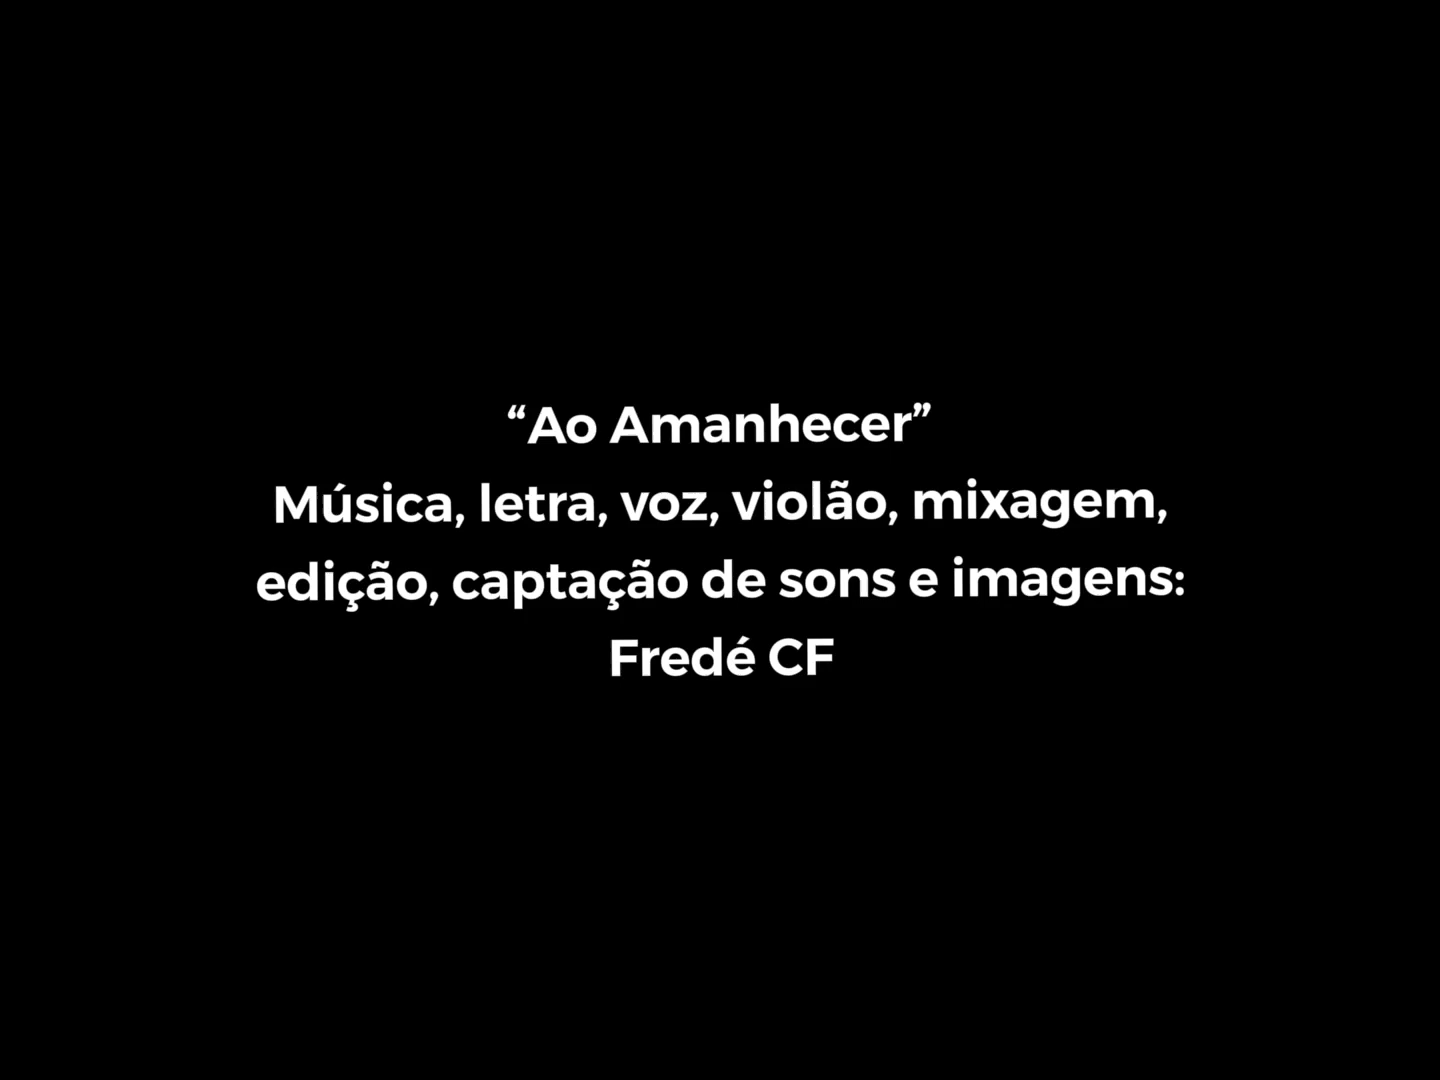 “Ao Amanhecer”
Música, letra, voz, violão, mixagem,
edição, captação de sons e imagens:
Fredé CF